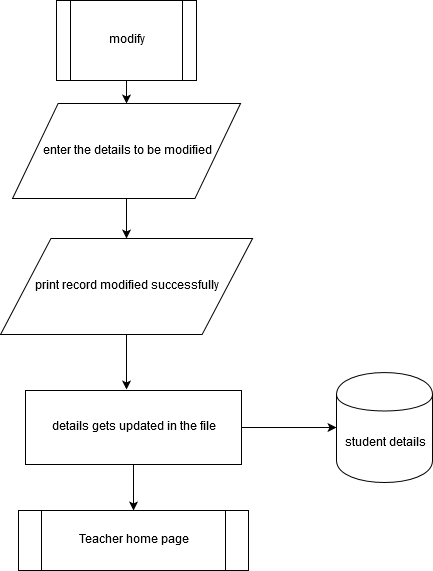 modify
enter the details to be modified
print record modified successfully
details gets updated in the file
student details
Teacher home page